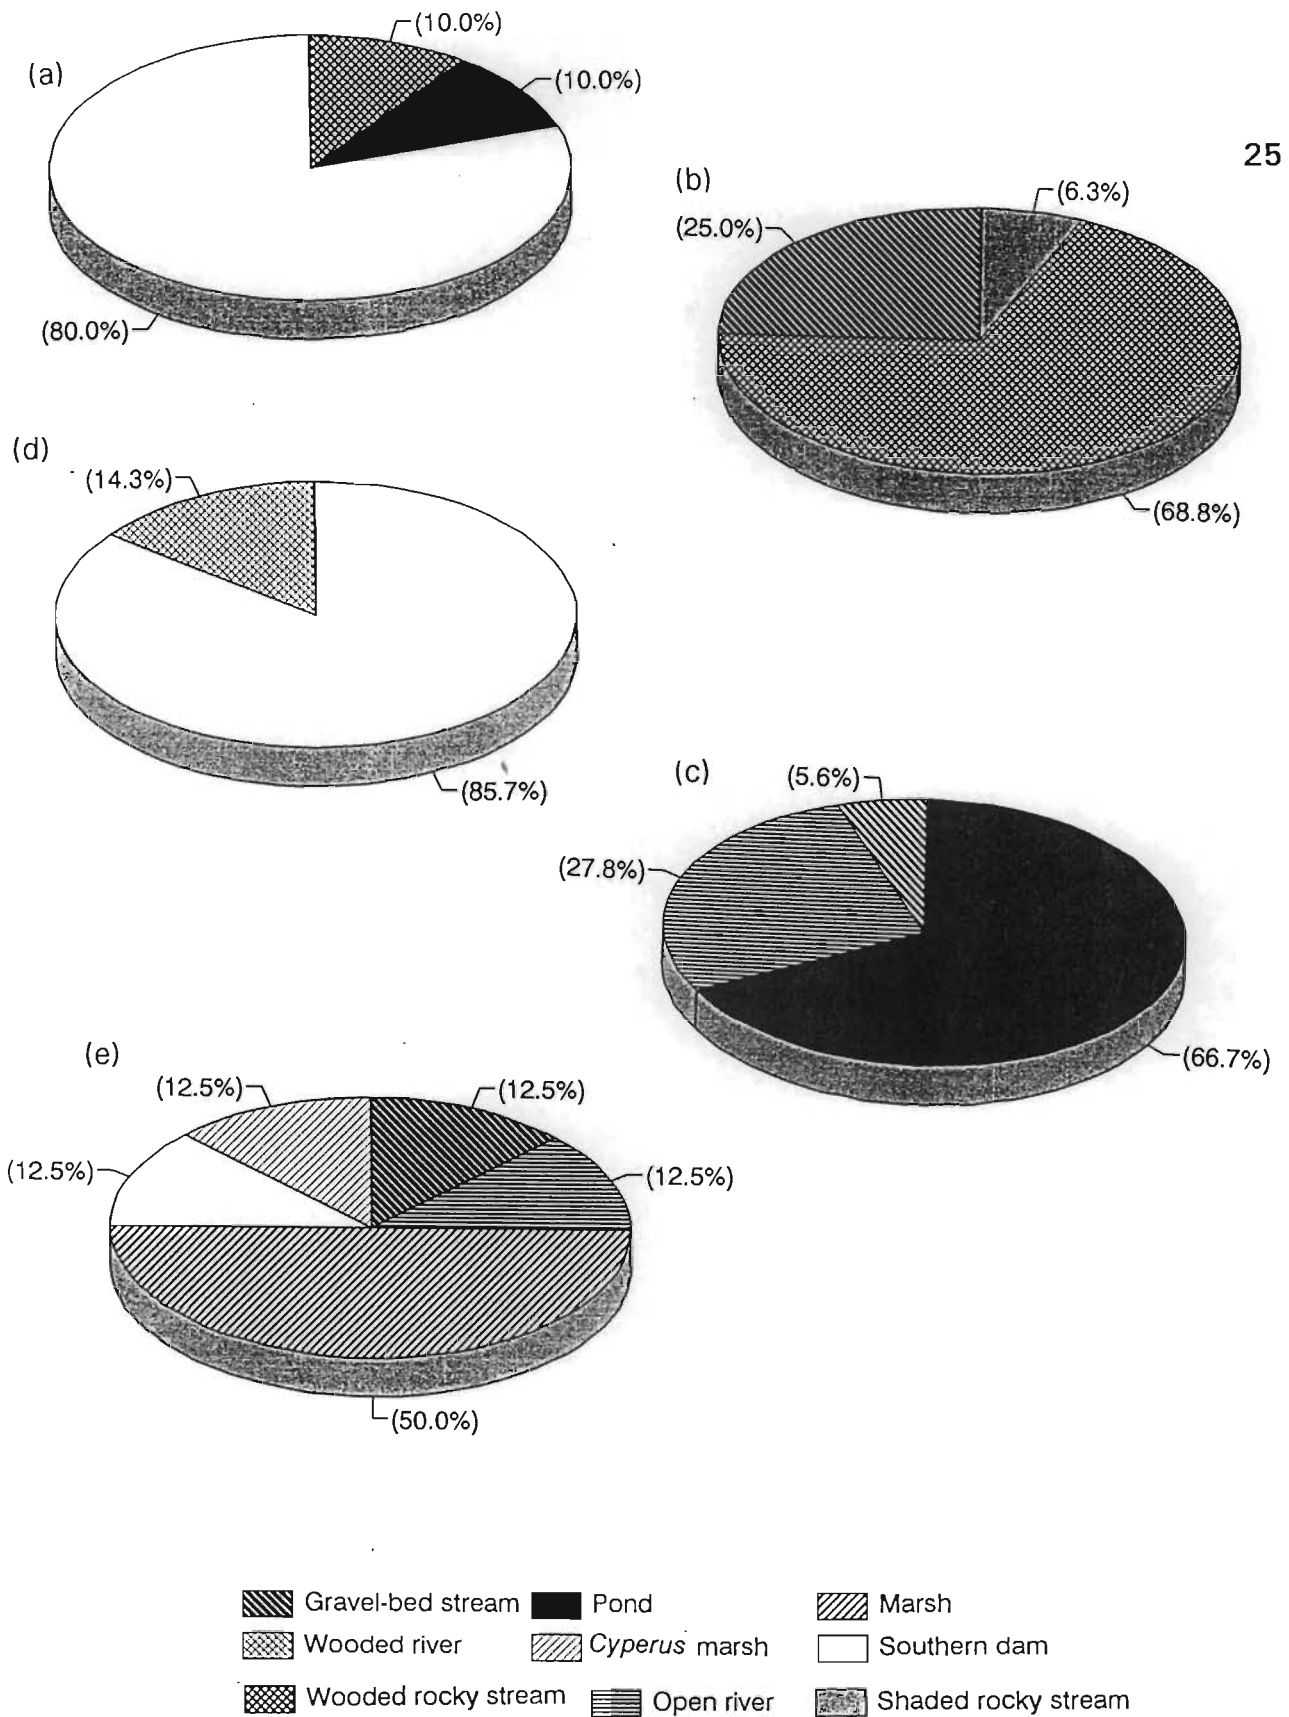 (10.0%)
(a)
(10.0%)
25
(b)
(6.3%)
(25.0%)
(80.0%)
(d)
(14.3%)
(68.8%)
(c)
(5.6%)
(85.7%)
(27.8%)
(e)
(66.7%)
(12.5%)
(12.5%)
(12.5%)
(12.5%)
(50.0%)
Gravel-bed stream
Pond
Marsh
Wooded river
Cyperus marsh
Southern dam
Wooded rocky stream
Open river
Shaded rocky stream